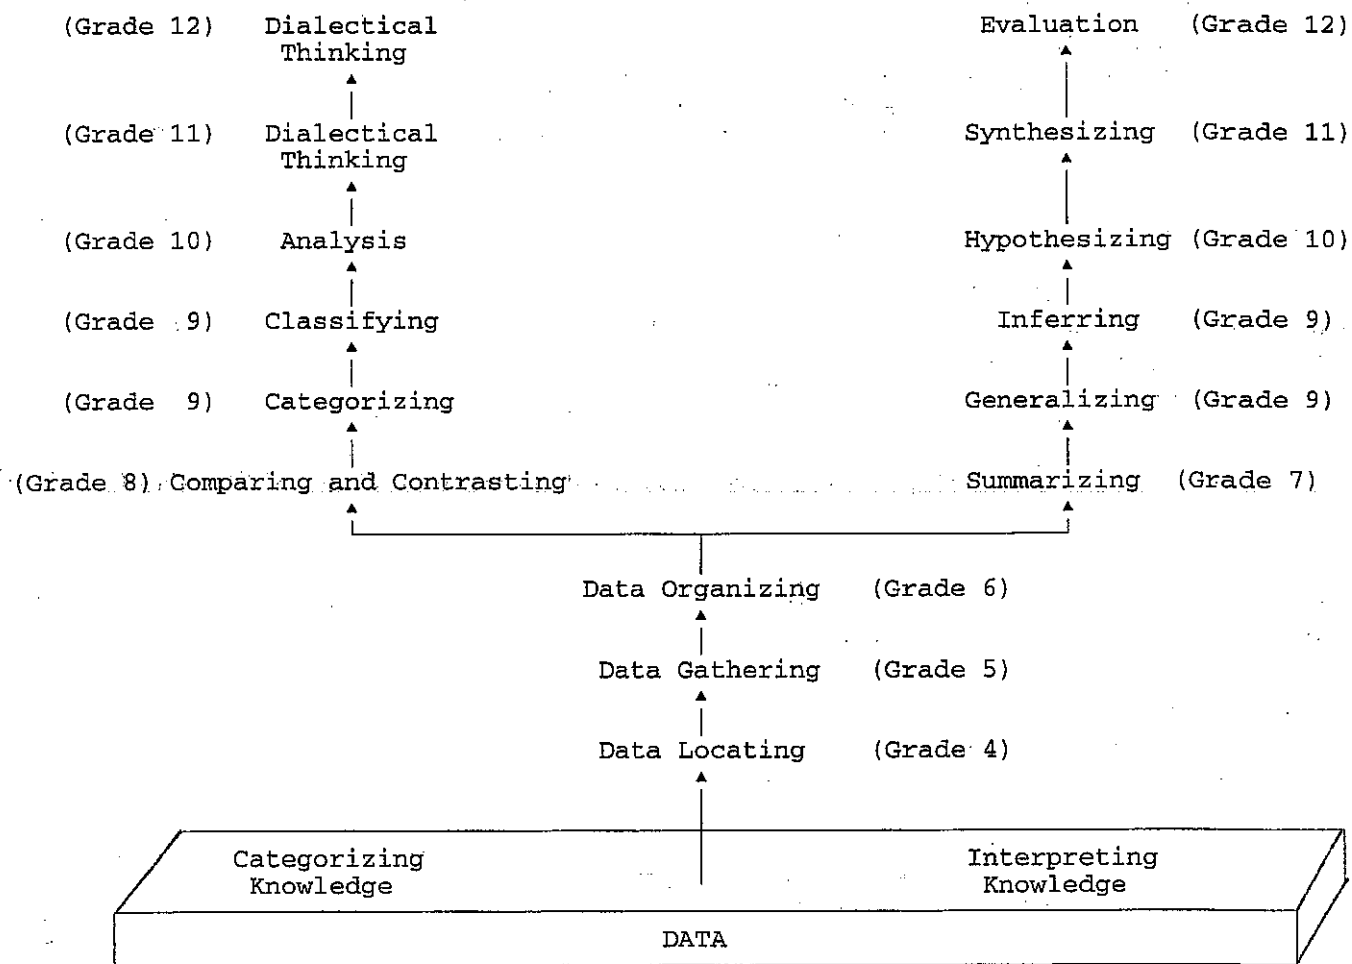 (Grade 12) Dialectical Thinking Evaluation (Grade 12)
(Grade 11) Dialectical Thinking Synthesizing (Grade 11)
(Grade 10) Analysis Hypothesizing (Grade 10)
(Grade 9) Classifying Inferring (Grade 9)
(Grade 9) Categorizing Generalizing (Grade 9)
(Grade 8) Comparing and Contrasting Summarizing (Grade 7)
Data Organizing (Grade 6)
Data Gathering (Grade 5)
Data Locating (Grade 4)
Categorizing Knowledge Interpreting Knowledge
DATA